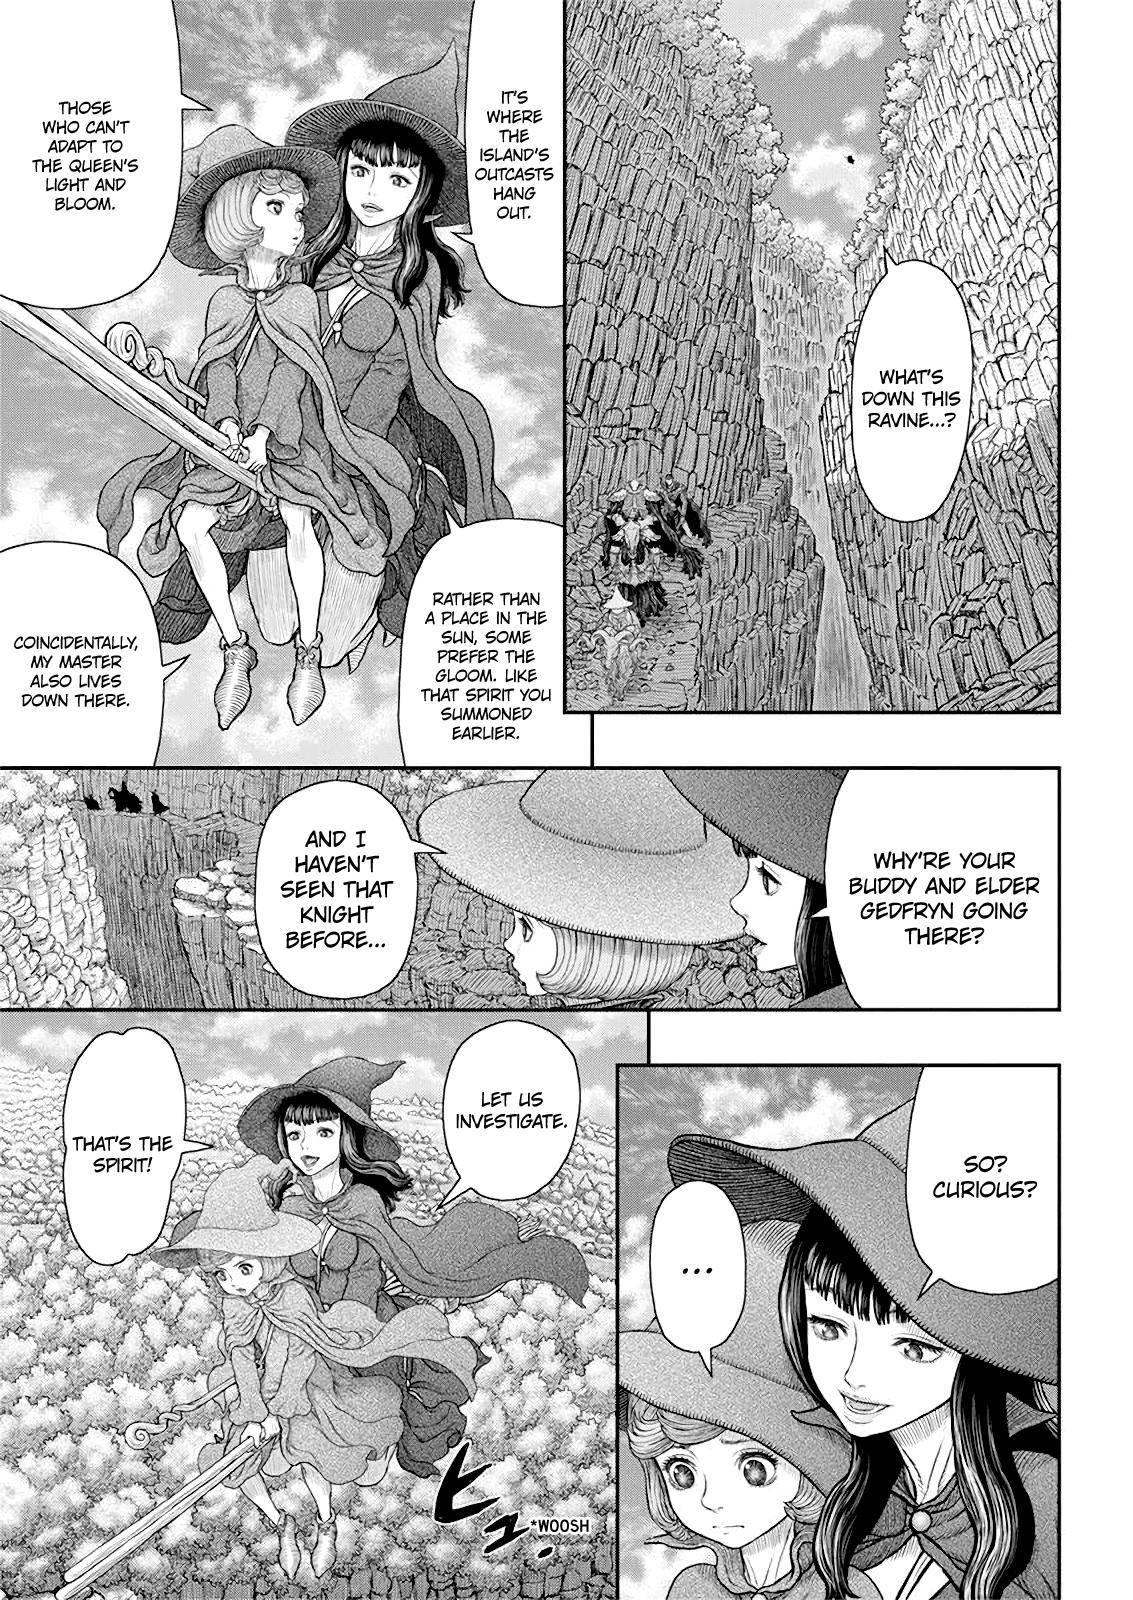 WHAT'S
DOWN THIS
RAVINE...?
IT'S
WHERE
THE
ISLAND'S
OUTCASTS
HANG
OUT.
THOSE
WHO CAN'T
ADAPT TO
THE QUEEN'S
LIGHT AND
BLOOM.
RATHER THAN
A PLACE IN THE
SUN, SOME
PREFER THE
GLOOM. LIKE
THAT SPIRIT YOU
SUMMONED
EARLIER.
COINCIDENTALLY,
MY MASTER
ALSO LIVES
DOWN THERE.
WHY'RE YOUR
BUDDY AND ELDER
GEDFRYN GOING
THERE?
AND I
HAVEN'T
SEEN THAT
KNIGHT
BEFORE...
SO?
CURIOUS?
...
LET US
INVESTIGATE.
THAT'S THE
SPIRIT!
ヒュ
*WOOSH